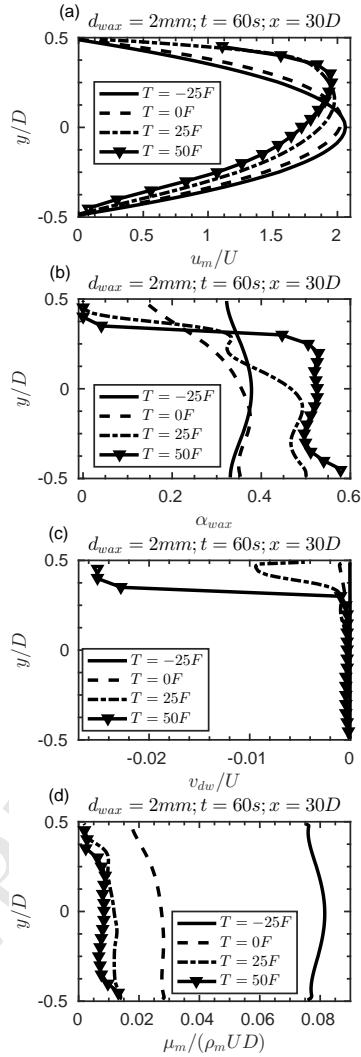 (a)
d_wax = 2mm; t = 60s; x = 30D
0.5
0
-0.5
y/D
T = −25F
T = 0F
T = 25F
T = 50F
0 0.5 1 1.5 2
u_m/U
(b)
d_wax = 2mm; t = 60s; x = 30D
0.5
0
-0.5
y/D
T = −25F
T = 0F
T = 25F
T = 50F
0 0.2 0.4 0.6
α_wax
(c)
d_wax = 2mm; t = 60s; x = 30D
0.5
0
-0.5
y/D
T = −25F
T = 0F
T = 25F
T = 50F
-0.02 -0.01 0
v_dw/U
(d)
d_wax = 2mm; t = 60s; x = 30D
0.5
0
-0.5
y/D
T = −25F
T = 0F
T = 25F
T = 50F
0 0.02 0.04 0.06 0.08
μ_m/(ρ_m U D)